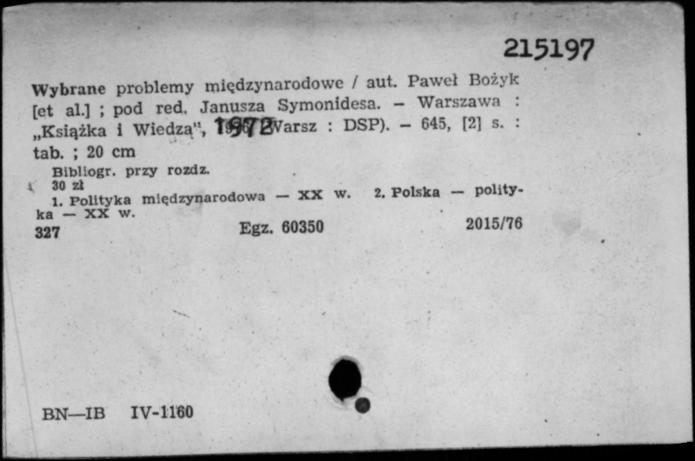 215197
Wybrane problemy międzynarodowe / aut. Paweł Bożyk
[et al.] ; pod red. Janusza Symonidesa. — Warszawa :
„Książka i Wiedza", 1972 Warsz : DSP). — 645, [2] s. :
tab. ; 20 cm
Bibliogr. przy rozdz.
30 zł
1. Polityka międzynarodowa — XX w. 2. Polska — polity-
ka — XX w.
327 Egz. 60350 2015/76
BN—IB IV-1160